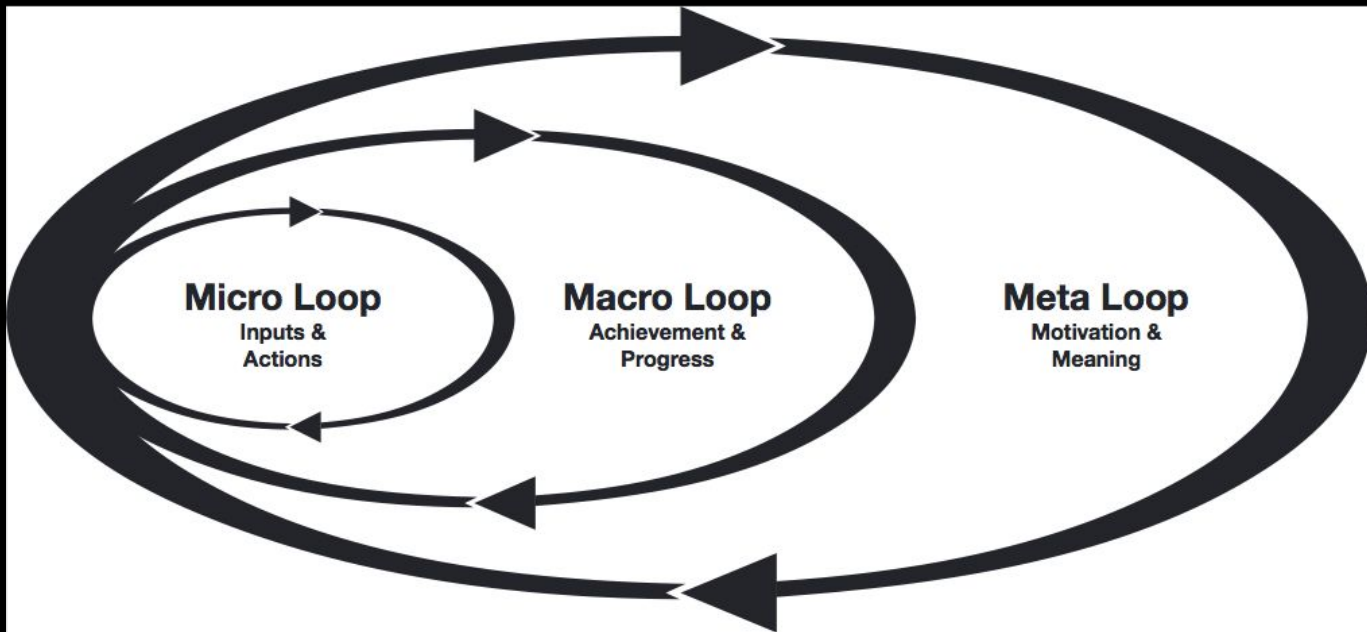 Micro Loop
Inputs &
Actions
Macro Loop
Achievement &
Progress
Meta Loop
Motivation &
Meaning